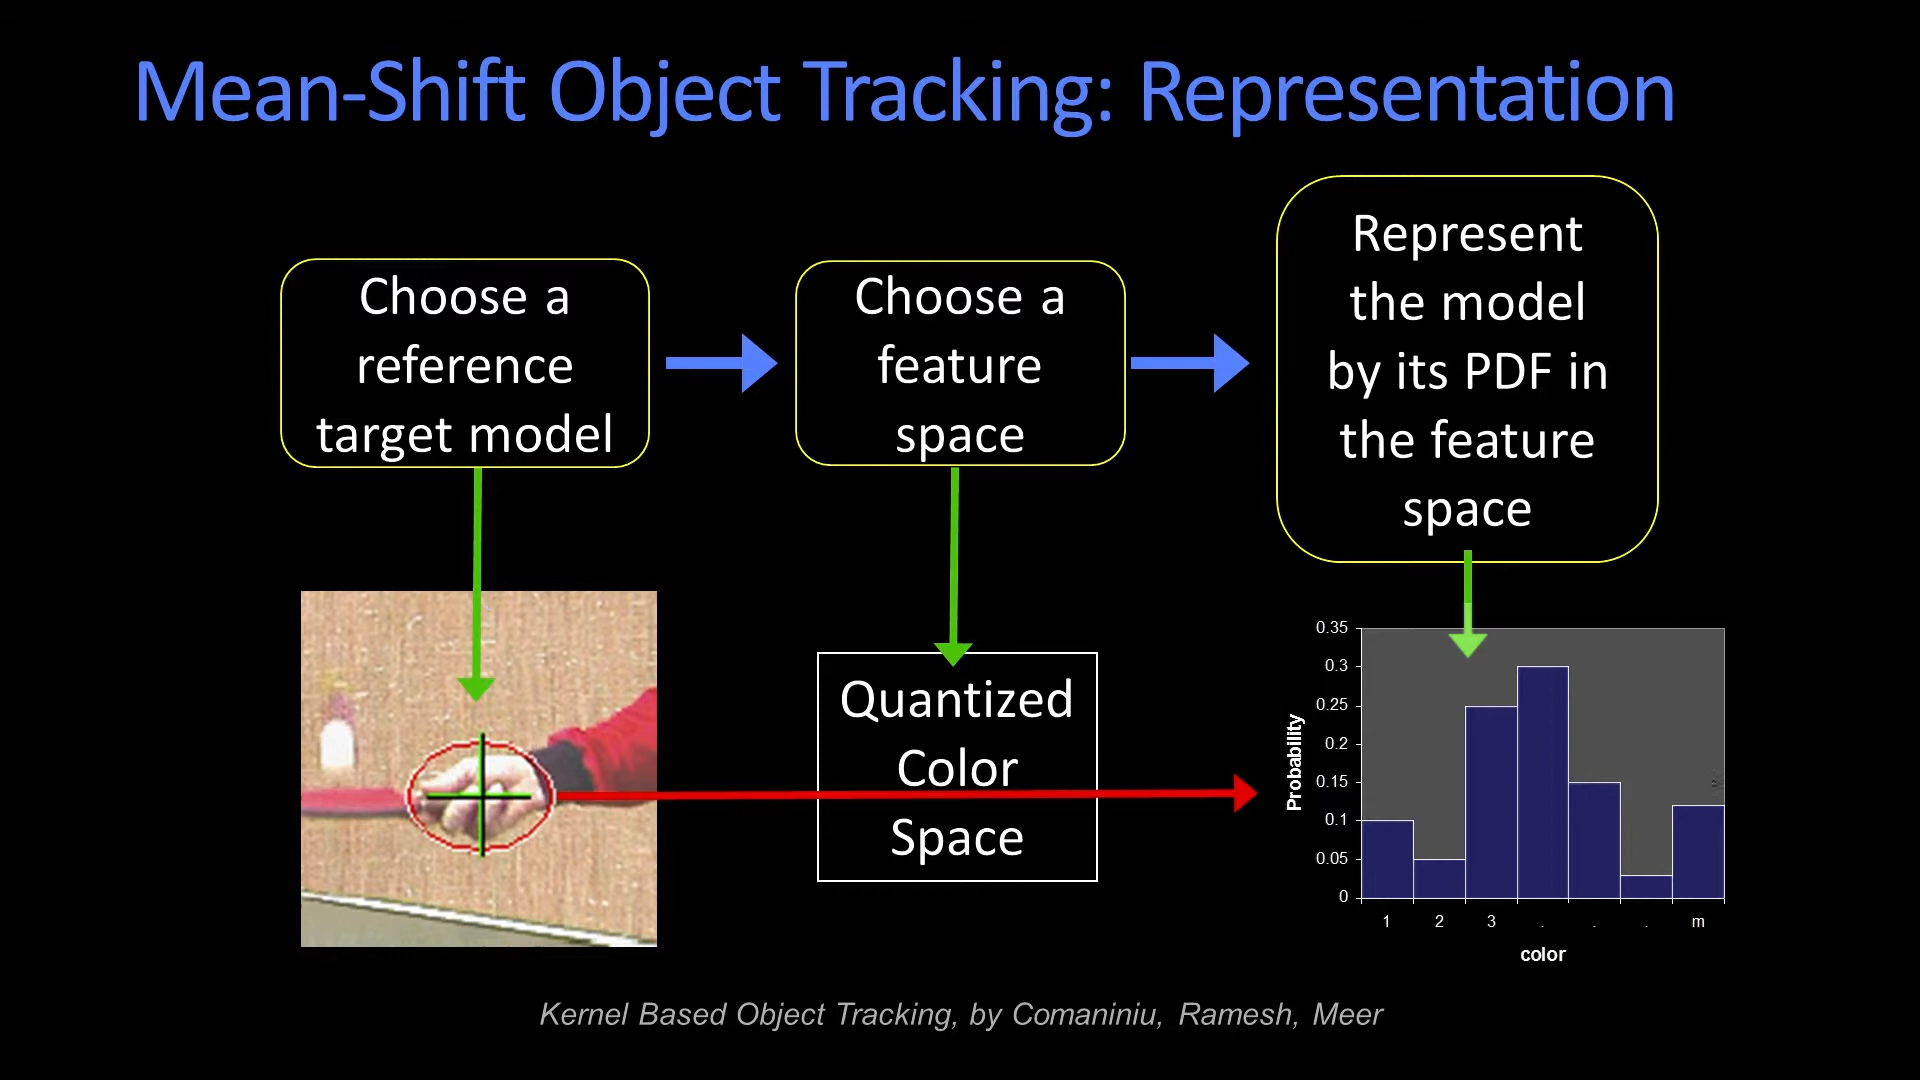 Mean-Shift Object Tracking: Representation
Choose a
reference
target model
Choose a
feature
space
Represent
the model
by its PDF in
the feature
space
Quantized
Color
Space
0.35
0.3
0.25
0.2
0.15
0.1
0.05
0
Probability
1 2 3 . . . m
color
Kernel Based Object Tracking, by Comaniniu, Ramesh, Meer